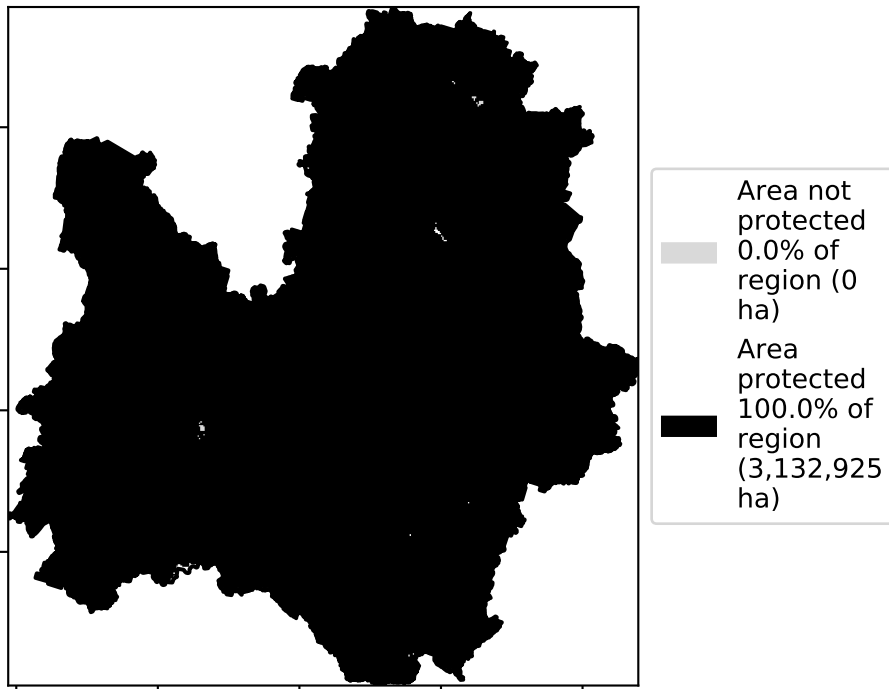 Area not
protected
0.0% of
region (0
ha)
Area
protected
100.0% of
region
(3,132,925
ha)